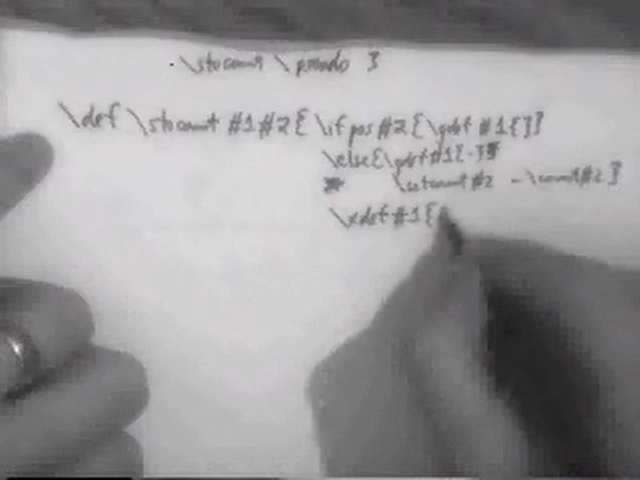 \stocount \pseudo 3
\def \stocount #1#2{\ifpos #2{\gdef #1{}}
\else{\gdef#1{-}
\setcount#2 -\count#2}
\xdef #1{